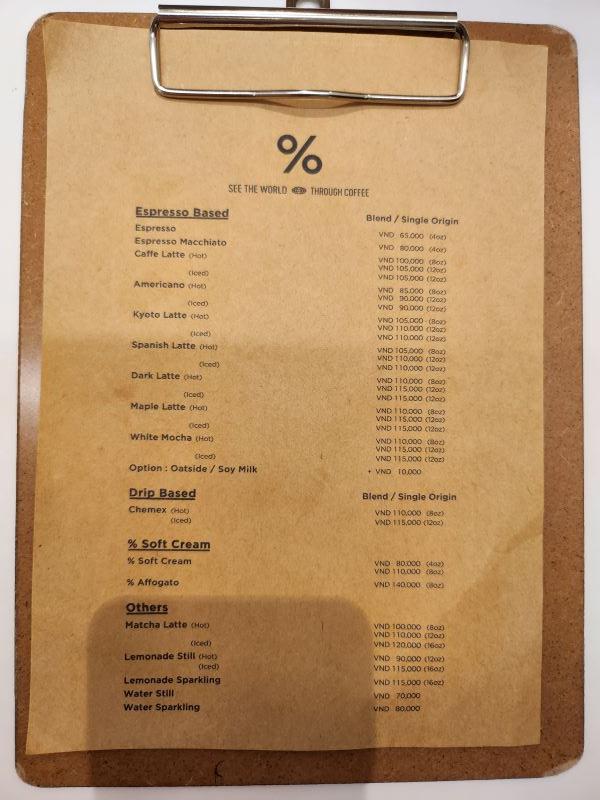 %
SEE THE WORLD THROUGH COFFEE
Espresso Based Blend / Single Origin
Espresso VND 65,000 (4oz)
Espresso Macchiato VND 80,000 (4oz)
Caffe Latte (Hot) VND 100,000 (8oz)
VND 105,000 (12oz)
(Iced) VND 105,000 (12oz)
Americano (Hot) VND 85,000 (8oz)
VND 90,000 (12oz)
(Iced) VND 90,000 (12oz)
Kyoto Latte (Hot) VND 105,000 (8oz)
VND 110,000 (12oz)
(Iced) VND 110,000 (12oz)
Spanish Latte (Hot) VND 105,000 (8oz)
VND 110,000 (12oz)
(Iced) VND 110,000 (12oz)
Dark Latte (Hot) VND 110,000 (8oz)
VND 115,000 (12oz)
(Iced) VND 115,000 (12oz)
Maple Latte (Hot) VND 110,000 (8oz)
VND 115,000 (12oz)
(Iced) VND 115,000 (12oz)
White Mocha (Hot) VND 110,000 (8oz)
VND 115,000 (12oz)
(Iced) VND 115,000 (12oz)
Option : Oatside / Soy Milk + VND 10,000
Drip Based Blend / Single Origin
Chemex (Hot) VND 110,000 (8oz)
(Iced) VND 115,000 (12oz)
% Soft Cream
% Soft Cream VND 80,000 (4oz)
VND 110,000 (8oz)
% Affogato VND 140,000 (8oz)
Others
Matcha Latte (Hot) VND 100,000 (8oz)
VND 110,000 (12oz)
(Iced) VND 120,000 (16oz)
Lemonade Still (Hot) VND 90,000 (12oz)
(Iced) VND 115,000 (16oz)
Lemonade Sparkling VND 115,000 (16oz)
Water Still VND 70,000
Water Sparkling VND 80,000